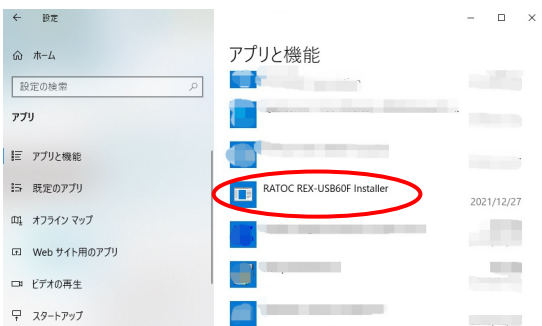 設定
ホーム
アプリと機能
設定の検索
アプリ
アプリと機能
RATOC REX-USB60F Installer
2021/12/27
既定のアプリ
オフライン マップ
Web サイト用のアプリ
ビデオの再生
スタートアップ